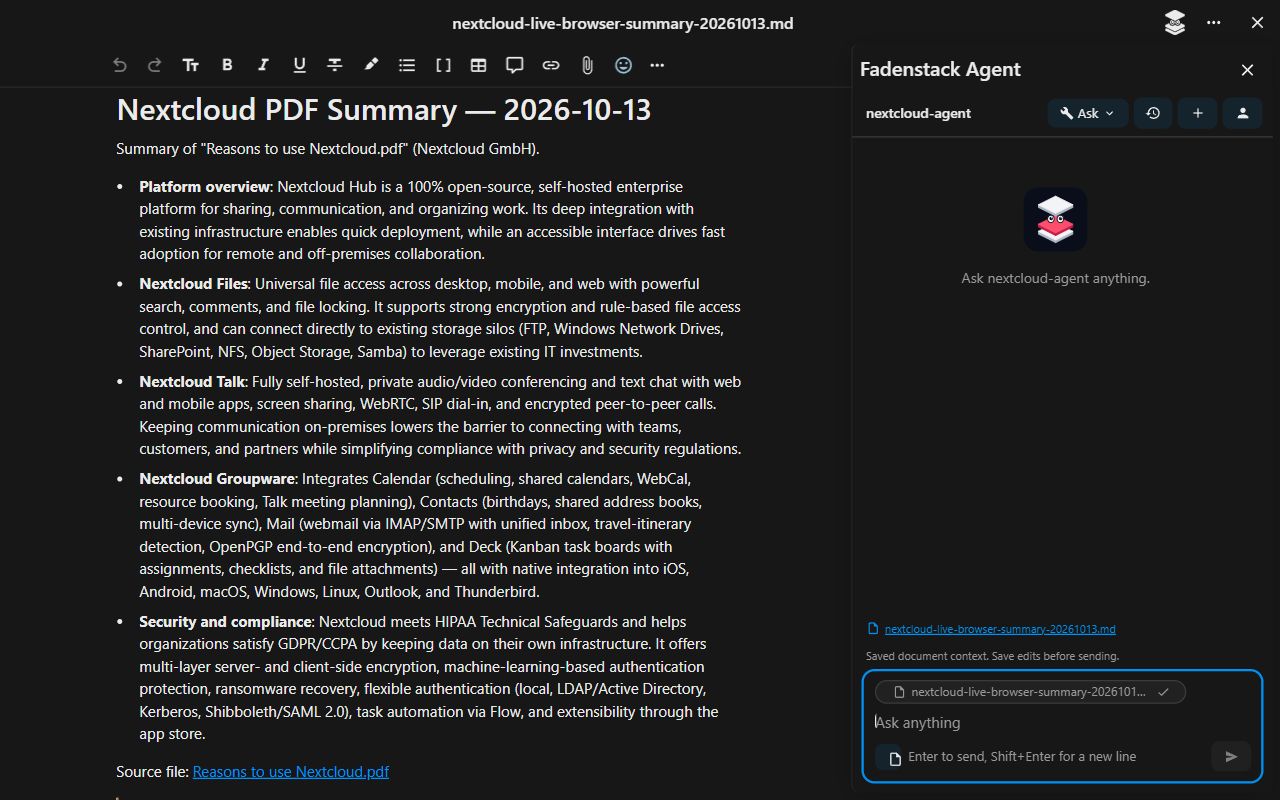 nextcloud-live-browser-summary-20261013.md
Nextcloud PDF Summary — 2026-10-13
Summary of "Reasons to use Nextcloud.pdf" (Nextcloud GmbH).
• Platform overview: Nextcloud Hub is a 100% open-source, self-hosted enterprise
platform for sharing, communication, and organizing work. Its deep integration with
existing infrastructure enables quick deployment, while an accessible interface drives fast
adoption for remote and off-premises collaboration.
• Nextcloud Files: Universal file access across desktop, mobile, and web with powerful
search, comments, and file locking. It supports strong encryption and rule-based file access
control, and can connect directly to existing storage silos (FTP, Windows Network Drives,
SharePoint, NFS, Object Storage, Samba) to leverage existing IT investments.
• Nextcloud Talk: Fully self-hosted, private audio/video conferencing and text chat with web
and mobile apps, screen sharing, WebRTC, SIP dial-in, and encrypted peer-to-peer calls.
Keeping communication on-premises lowers the barrier to connecting with teams,
customers, and partners while simplifying compliance with privacy and security regulations.
• Nextcloud Groupware: Integrates Calendar (scheduling, shared calendars, WebCal,
resource booking, Talk meeting planning), Contacts (birthdays, shared address books,
multi-device sync), Mail (webmail via IMAP/SMTP with unified inbox, travel-itinerary
detection, OpenPGP end-to-end encryption), and Deck (Kanban task boards with
assignments, checklists, and file attachments) — all with native integration into iOS,
Android, macOS, Windows, Linux, Outlook, and Thunderbird.
• Security and compliance: Nextcloud meets HIPAA Technical Safeguards and helps
organizations satisfy GDPR/CCPA by keeping data on their own infrastructure. It offers
multi-layer server- and client-side encryption, machine-learning-based authentication
protection, ransomware recovery, flexible authentication (local, LDAP/Active Directory,
Kerberos, Shibboleth/SAML 2.0), task automation via Flow, and extensibility through the
app store.
Source file: Reasons to use Nextcloud.pdf
Fadenstack Agent
nextcloud-agent
Ask
Ask nextcloud-agent anything.
nextcloud-live-browser-summary-20261013.md
Saved document context. Save edits before sending.
nextcloud-live-browser-summary-2026101...
Ask anything
Enter to send, Shift+Enter for a new line